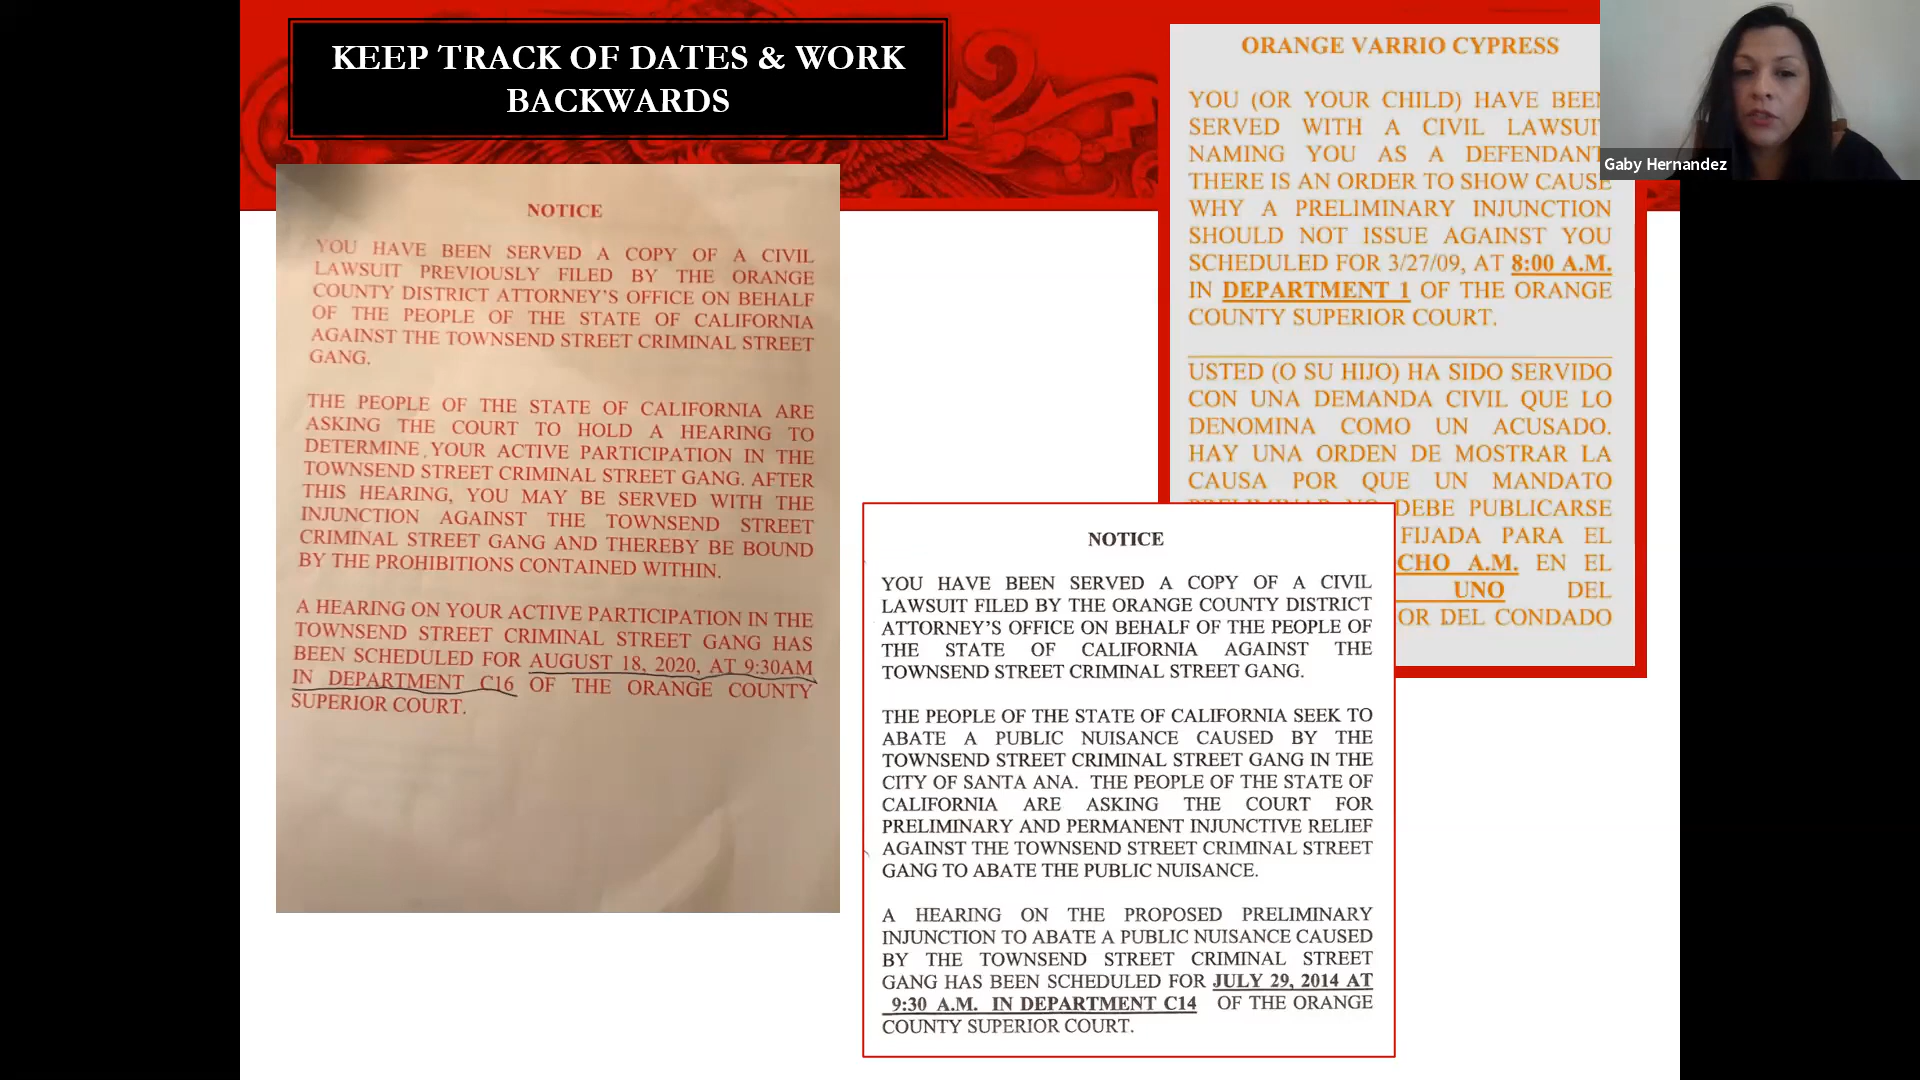 KEEP TRACK OF DATES & WORK
BACKWARDS
NOTICE
YOU HAVE BEEN SERVED A COPY OF A CIVIL
LAWSUIT PREVIOUSLY FILED BY THE ORANGE
COUNTY DISTRICT ATTORNEY'S OFFICE ON BEHALF
OF THE PEOPLE OF THE STATE OF CALIFORNIA
AGAINST THE TOWNSEND STREET CRIMINAL STREET
GANG.
THE PEOPLE OF THE STATE OF CALIFORNIA ARE
ASKING THE COURT TO HOLD A HEARING TO
DETERMINE YOUR ACTIVE PARTICIPATION IN THE
TOWNSEND STREET CRIMINAL STREET GANG. AFTER
THIS HEARING, YOU MAY BE SERVED WITH THE
INJUNCTION AGAINST THE TOWNSEND STREET
CRIMINAL STREET GANG AND THEREBY BE BOUND
BY THE PROHIBITIONS CONTAINED WITHIN.
A HEARING ON YOUR ACTIVE PARTICIPATION IN THE
TOWNSEND STREET CRIMINAL STREET GANG HAS
BEEN SCHEDULED FOR AUGUST 18, 2020, AT 9:30AM
IN DEPARTMENT C16 OF THE ORANGE COUNTY
SUPERIOR COURT.
ORANGE VARRIO CYPRESS
YOU (OR YOUR CHILD) HAVE BEEN
SERVED WITH A CIVIL LAWSUIT
NAMING YOU AS A DEFENDANT
THERE IS AN ORDER TO SHOW CAUSE
WHY A PRELIMINARY INJUNCTION
SHOULD NOT ISSUE AGAINST YOU
SCHEDULED FOR 3/27/09, AT 8:00 A.M.
IN DEPARTMENT 1 OF THE ORANGE
COUNTY SUPERIOR COURT.
USTED (O SU HIJO) HA SIDO SERVIDO
CON UNA DEMANDA CIVIL QUE LO
DENOMINA COMO UN ACUSADO.
HAY UNA ORDEN DE MOSTRAR LA
CAUSA POR QUE UN MANDATO
DEBE PUBLICARSE
FIJADA PARA EL
CHO A.M. EN EL
UNO DEL
OR DEL CONDADO
NOTICE
YOU HAVE BEEN SERVED A COPY OF A CIVIL
LAWSUIT FILED BY THE ORANGE COUNTY DISTRICT
ATTORNEY'S OFFICE ON BEHALF OF THE PEOPLE OF
THE STATE OF CALIFORNIA AGAINST THE
TOWNSEND STREET CRIMINAL STREET GANG.
THE PEOPLE OF THE STATE OF CALIFORNIA SEEK TO
ABATE A PUBLIC NUISANCE CAUSED BY THE
TOWNSEND STREET CRIMINAL STREET GANG IN THE
CITY OF SANTA ANA. THE PEOPLE OF THE STATE OF
CALIFORNIA ARE ASKING THE COURT FOR
PRELIMINARY AND PERMANENT INJUNCTIVE RELIEF
AGAINST THE TOWNSEND STREET CRIMINAL STREET
GANG TO ABATE THE PUBLIC NUISANCE.
A HEARING ON THE PROPOSED PRELIMINARY
INJUNCTION TO ABATE A PUBLIC NUISANCE CAUSED
BY THE TOWNSEND STREET CRIMINAL STREET
GANG HAS BEEN SCHEDULED FOR JULY 29, 2014 AT
9:30 A.M. IN DEPARTMENT C14 OF THE ORANGE
COUNTY SUPERIOR COURT.
Gaby Hernandez